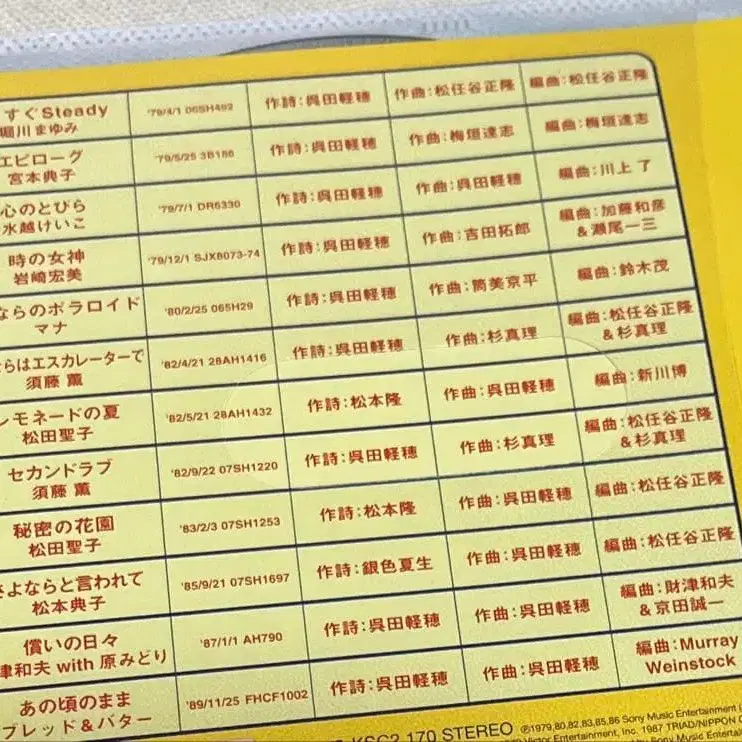 すぐSteady
堀川まゆみ
'79/4/1 06SH482
作詩:呉田軽穂
作曲:松任谷正隆
編曲:松任谷正隆
エピローグ
宮本典子
'79/5/25 3B186
作詩:呉田軽穂
作曲:梅垣達志
編曲:梅垣達志
心のとびら
水越けいこ
'79/7/1 DR6330
作詩:呉田軽穂
作曲:呉田軽穂
編曲:川上 了
時の女神
岩崎宏美
'79/12/1 SJX8073-74
作詩:呉田軽穂
作曲:吉田拓郎
編曲:加藤和彦
&瀬尾一三
ならのポラロイド
マナ
'80/2/25 065H29
作詩:呉田軽穂
作曲:筒美京平
編曲:鈴木茂
らはエスカレーターで
須藤 薫
'82/4/21 28AH1416
作詩:呉田軽穂
作曲:杉真理
編曲:松任谷正隆
&杉真理
レモネードの夏
松田聖子
'82/5/21 28AH1432
作詩:松本隆
作曲:呉田軽穂
編曲:新川博
セカンドラブ
須藤 薫
'82/9/22 07SH1220
作詩:呉田軽穂
作曲:杉真理
編曲:松任谷正隆
&杉真理
秘密の花園
松田聖子
'83/2/3 07SH1253
作詩:松本隆
作曲:呉田軽穂
編曲:松任谷正隆
さよならと言われて
松本典子
'85/9/21 07SH1697
作詩:銀色夏生
作曲:呉田軽穂
編曲:松任谷正隆
償いの日々
津和夫 with 原みどり
'87/1/1 AH790
作詩:呉田軽穂
作曲:呉田軽穂
編曲:財津和夫
&京田誠一
あの頃のまま
ブレッド&バター
'89/11/25 FHCF1002
作詩:呉田軽穂
作曲:呉田軽穂
編曲:Murray
Weinstock
KSC2 170 STEREO
℗1979,80,82,83,85,86 Sony Music Entertainment
Victor Entertainment, Inc. 1987 TRIAD/NIPPON